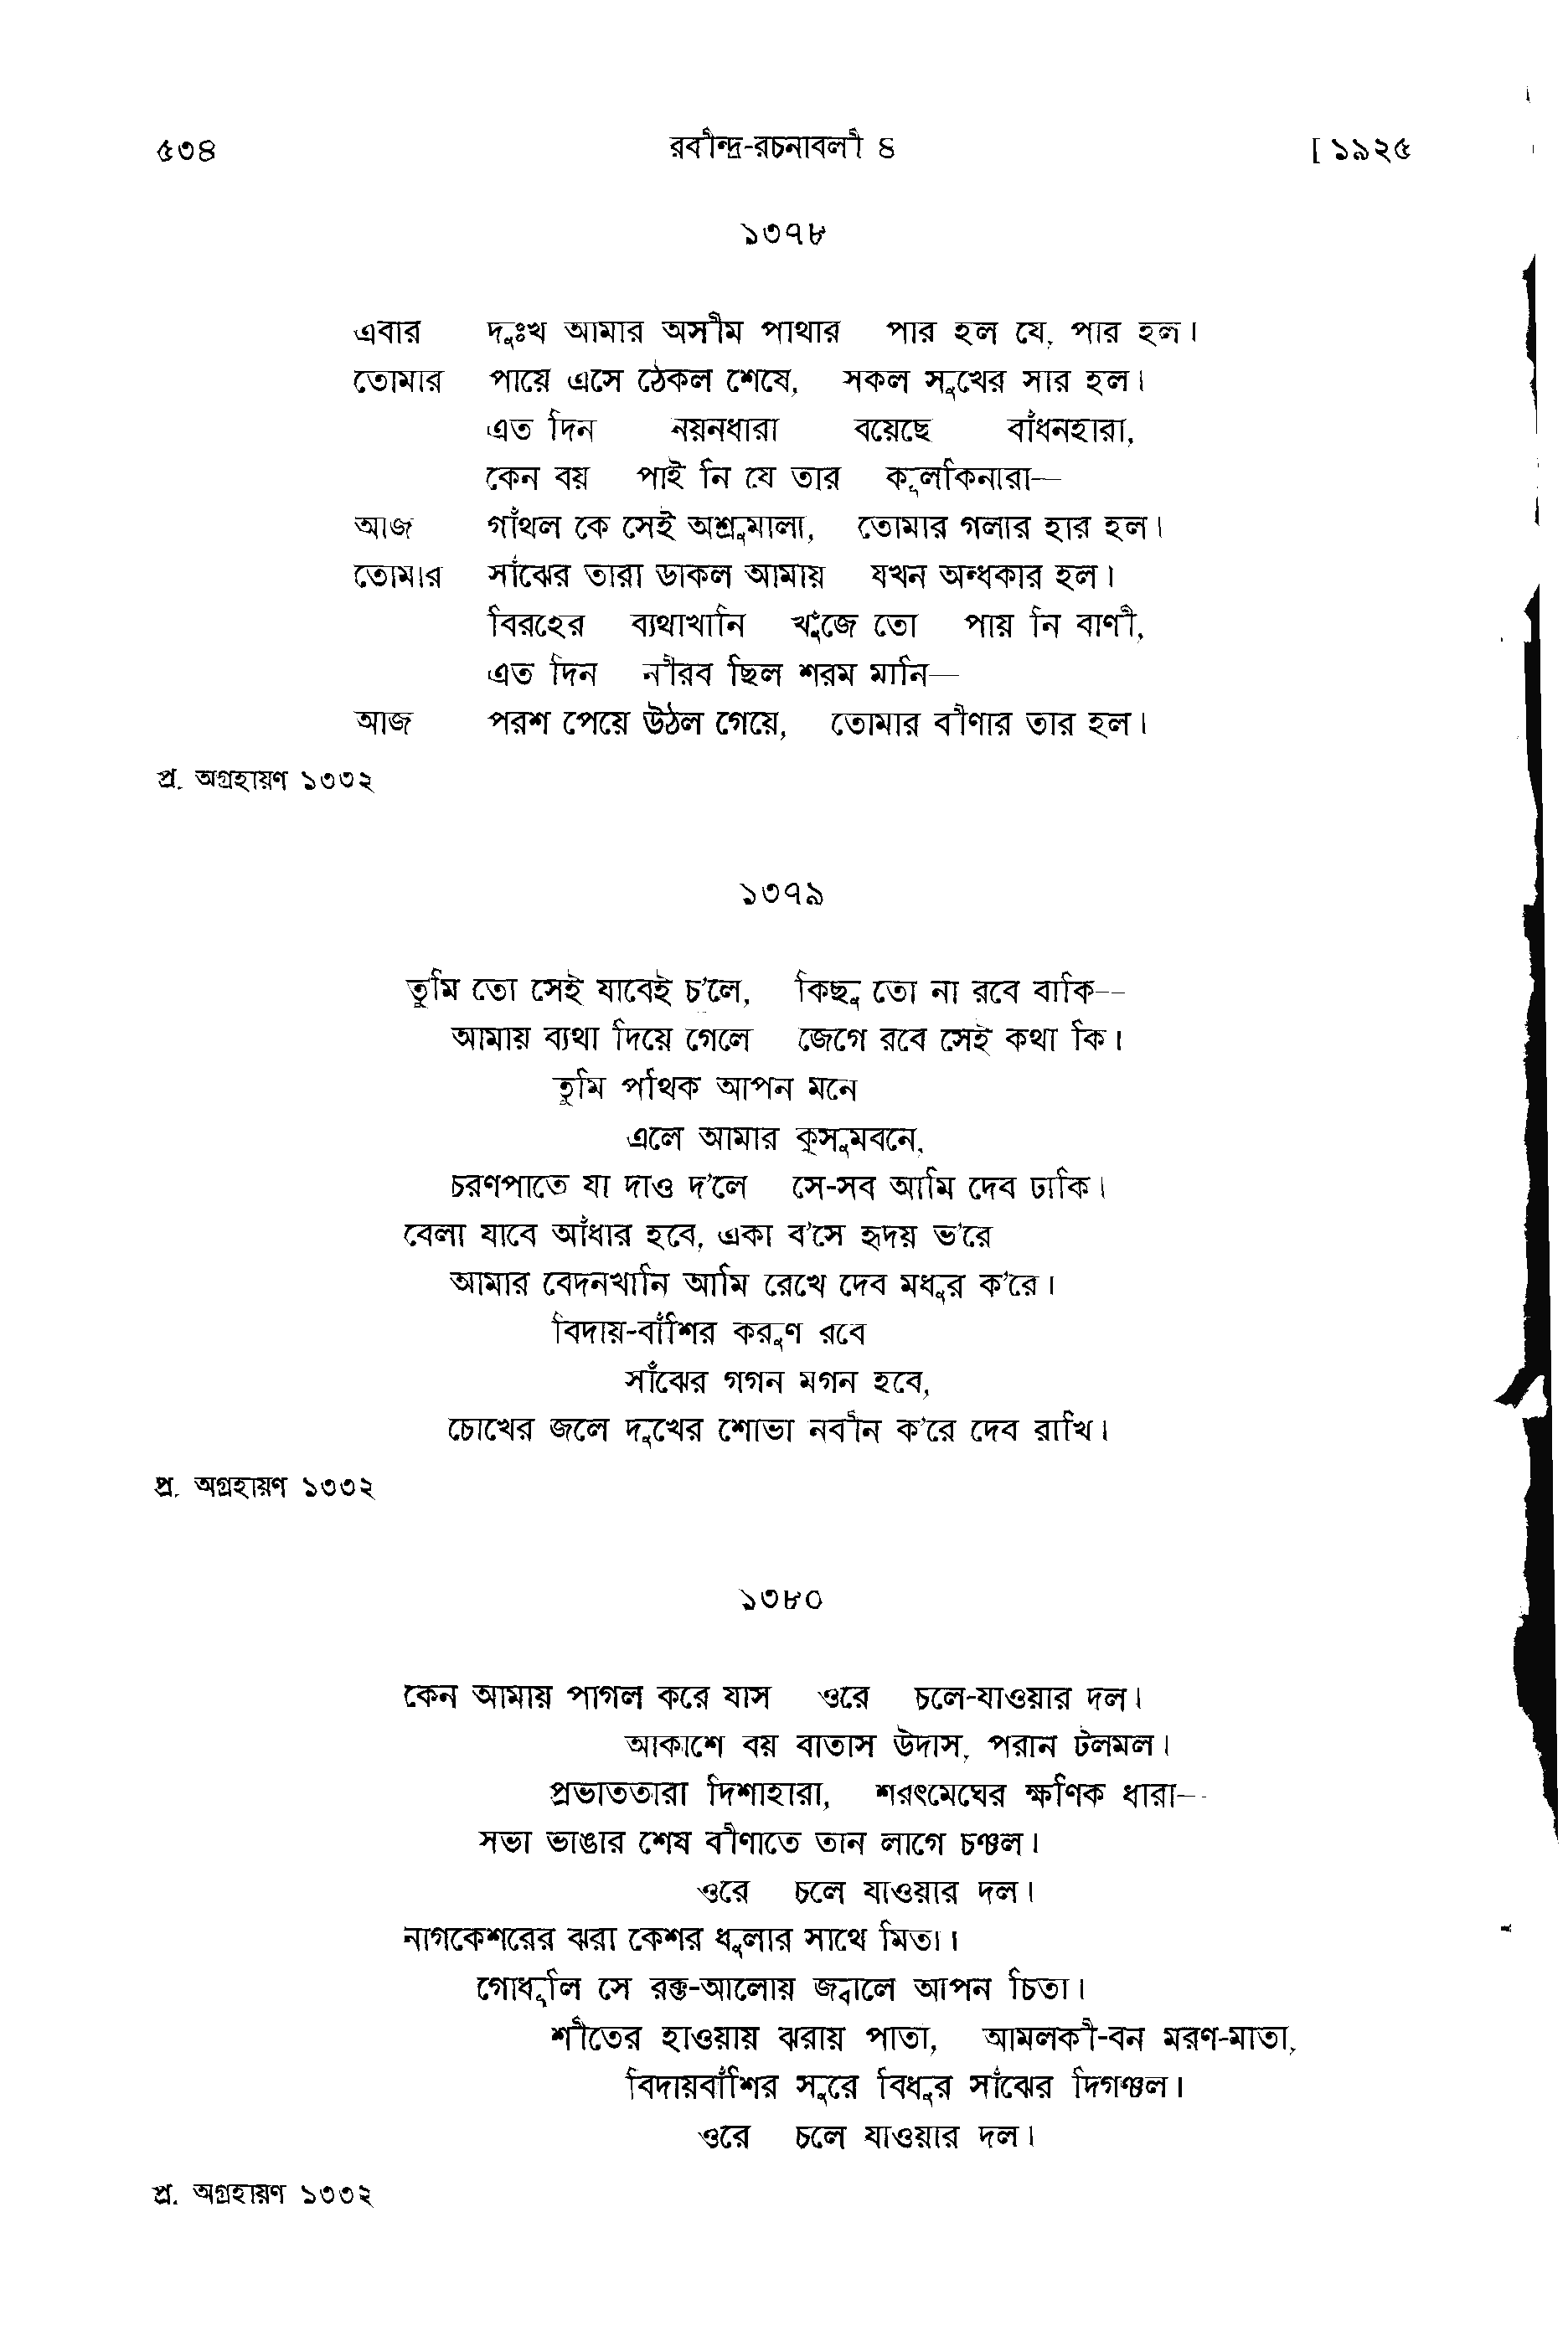 ৫৩৪ রবীন্দ্র-রচনাবলী ৪ [ ১৯২৫
১৩৭৮
এবার দুঃখ আমার অসীম পাথার পার হল যে, পার হল।
তোমার পায়ে এসে ঠেকল শেষে, সকল সুখের সার হল।
এত দিন নয়নধারা বয়েছে বাঁধনহারা,
কেন বয় পাই নি যে তার কূলকিনারা—
আজ গাঁথল কে সেই অশ্রুমালা, তোমার গলার হার হল।
তোমার সাঁঝের তারা ডাকল আমায় যখন অন্ধকার হল।
বিরহের ব্যথাখানি খুঁজে তো পায় নি বাণী,
এত দিন নীরব ছিল শরম মানি—
আজ পরশ পেয়ে উঠল গেয়ে, তোমার বীণার তার হল।
প্র. অগ্রহায়ণ ১৩৩২
১৩৭৯
তুমি তো সেই যাবেই চ'লে, কিছু তো না রবে বাকি—
আমায় ব্যথা দিয়ে গেলে জেগে রবে সেই কথা কি।
তুমি পথিক আপন মনে
এলে আমার কুসুমবনে,
চরণপাতে যা দাও দ'লে সে-সব আমি দেব ঢাকি।
বেলা যাবে আঁধার হবে, একা ব'সে হৃদয় ভ'রে
আমার বেদনখানি আমি রেখে দেব মধুর ক'রে।
বিদায়-বাঁশির করুণ রবে
সাঁঝের গগন মগন হবে,
চোখের জলে দুখের শোভা নবীন ক'রে দেব রাখি।
প্র. অগ্রহায়ণ ১৩৩২
১৩৮০
কেন আমায় পাগল করে যাস ওরে চলে-যাওয়ার দল।
আকাশে বয় বাতাস উদাস, পরান টলমল।
প্রভাততারা দিশাহারা, শরৎমেঘের ক্ষণিক ধারা—
সভা ভাঙার শেষ বীণাতে তান লাগে চঞ্চল।
ওরে চলে যাওয়ার দল।
নাগকেশরের ঝরা কেশর ধুলার সাথে মিতা।
গোধূলি সে রক্ত-আলোয় জ্বালে আপন চিতা।
শীতের হাওয়ায় ঝরায় পাতা, আমলকী-বন মরণ-মাতা,
বিদায়বাঁশির সুরে বিধুর সাঁঝের দিগঞ্চল।
ওরে চলে যাওয়ার দল।
প্র. অগ্রহায়ণ ১৩৩২